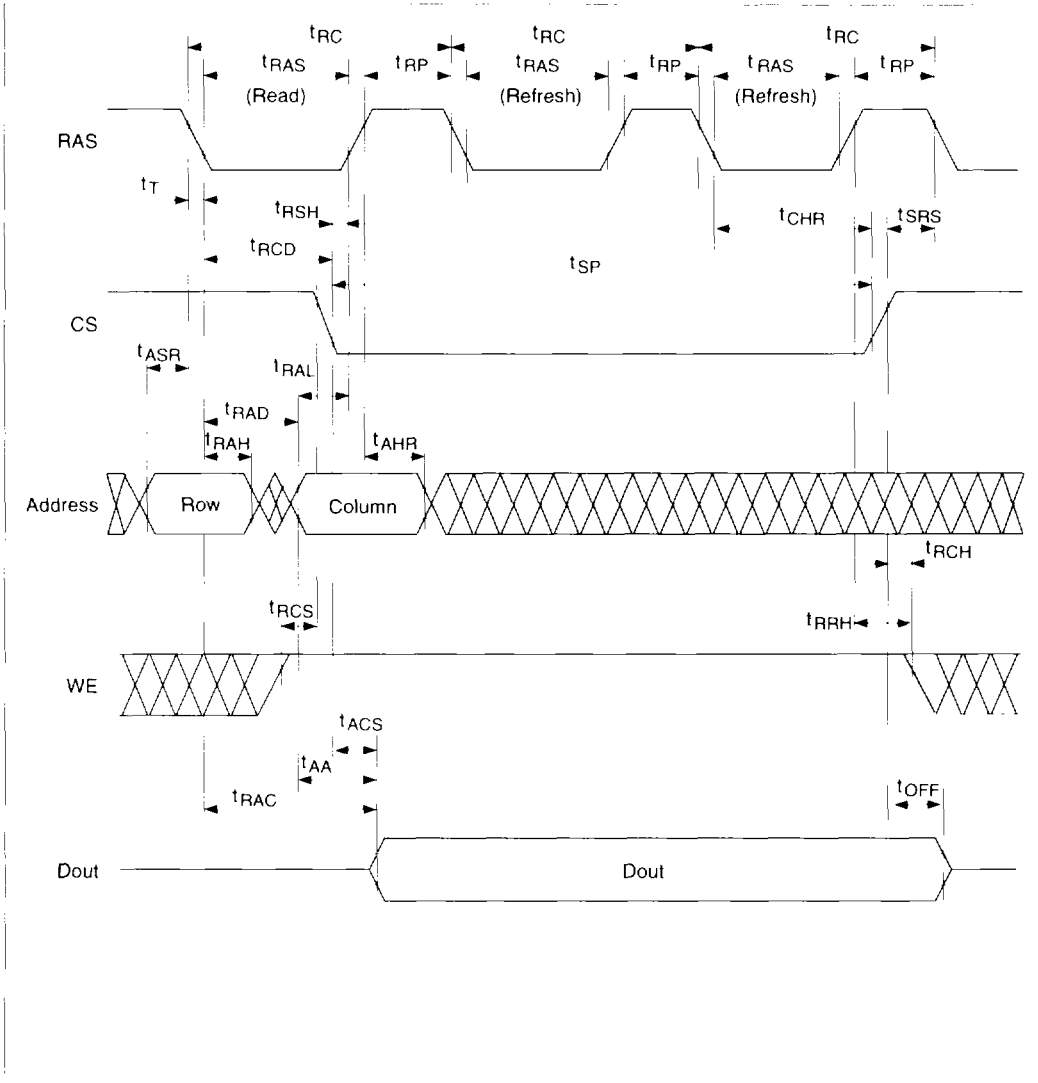 tRC tRC tRC
tRAS tRP tRAS tRP tRAS tRP
(Read) (Refresh) (Refresh)
RAS
tT
tRSH tCHR tSRS
tRCD tSP
CS
tASR
tRAL
tRAD
tRAH tAHR
Address Row Column
tRCH
tRCS tRRH
WE
tACS
tAA
tRAC tOFF
Dout Dout